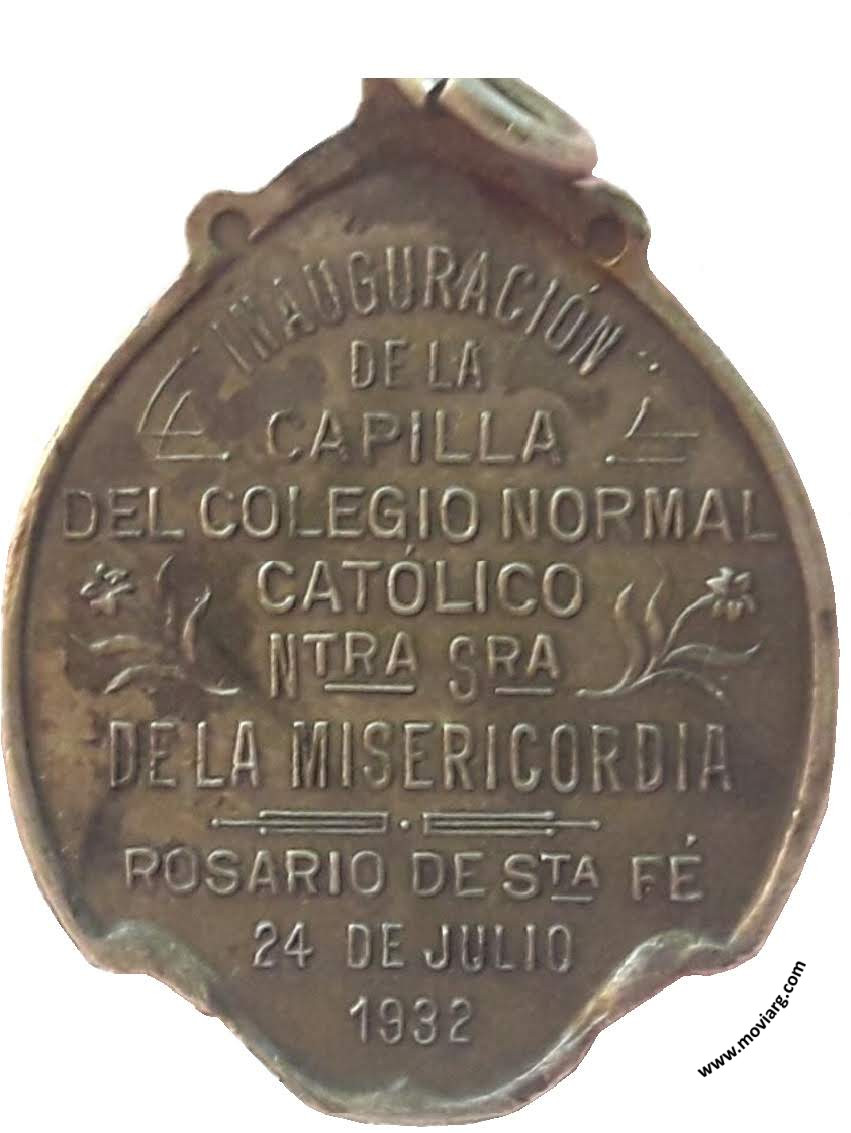 INAUGURACIÓN
DE LA
CAPILLA
DEL COLEGIO NORMAL
CATÓLICO
NTRA SRA
DE LA MISERICORDIA
ROSARIO DE STA FÉ
24 DE JULIO
1932
www.moviarg.com